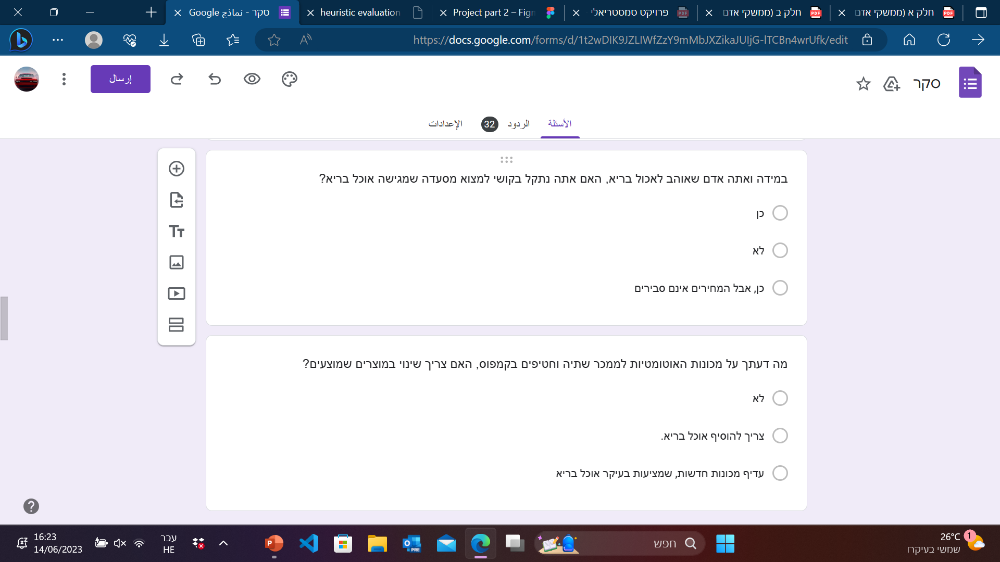 סקר - نماذج Google
heuristic evaluation
Project part 2 – Figm
פרויקט סמסטריאלי
חלק ב (ממשקי אדם
חלק א (ממשקי אדם
https://docs.google.com/forms/d/1t2wDIK9JZLIWfZzY9mMbJXZikaJUIjG-lTCBn4wrUfk/edit
סקר
إرسال
الأسئلة
الردود
32
الإعدادات
במידה ואתה אדם שאוהב לאכול בריא, האם אתה נתקל בקושי למצוא מסעדה שמגישה אוכל בריא?
כן
לא
כן, אבל המחירים אינם סבירים
מה דעתך על מכונות האוטומטיות לממכר שתיה וחטיפים בקמפוס, האם צריך שינוי במוצרים שמוצעים?
לא
צריך להוסיף אוכל בריא.
עדיף מכונות חדשות, שמציעות בעיקר אוכל בריא
26°C
1
שמשי בעיקרו
חפש
עבר
HE
16:23
14/06/2023